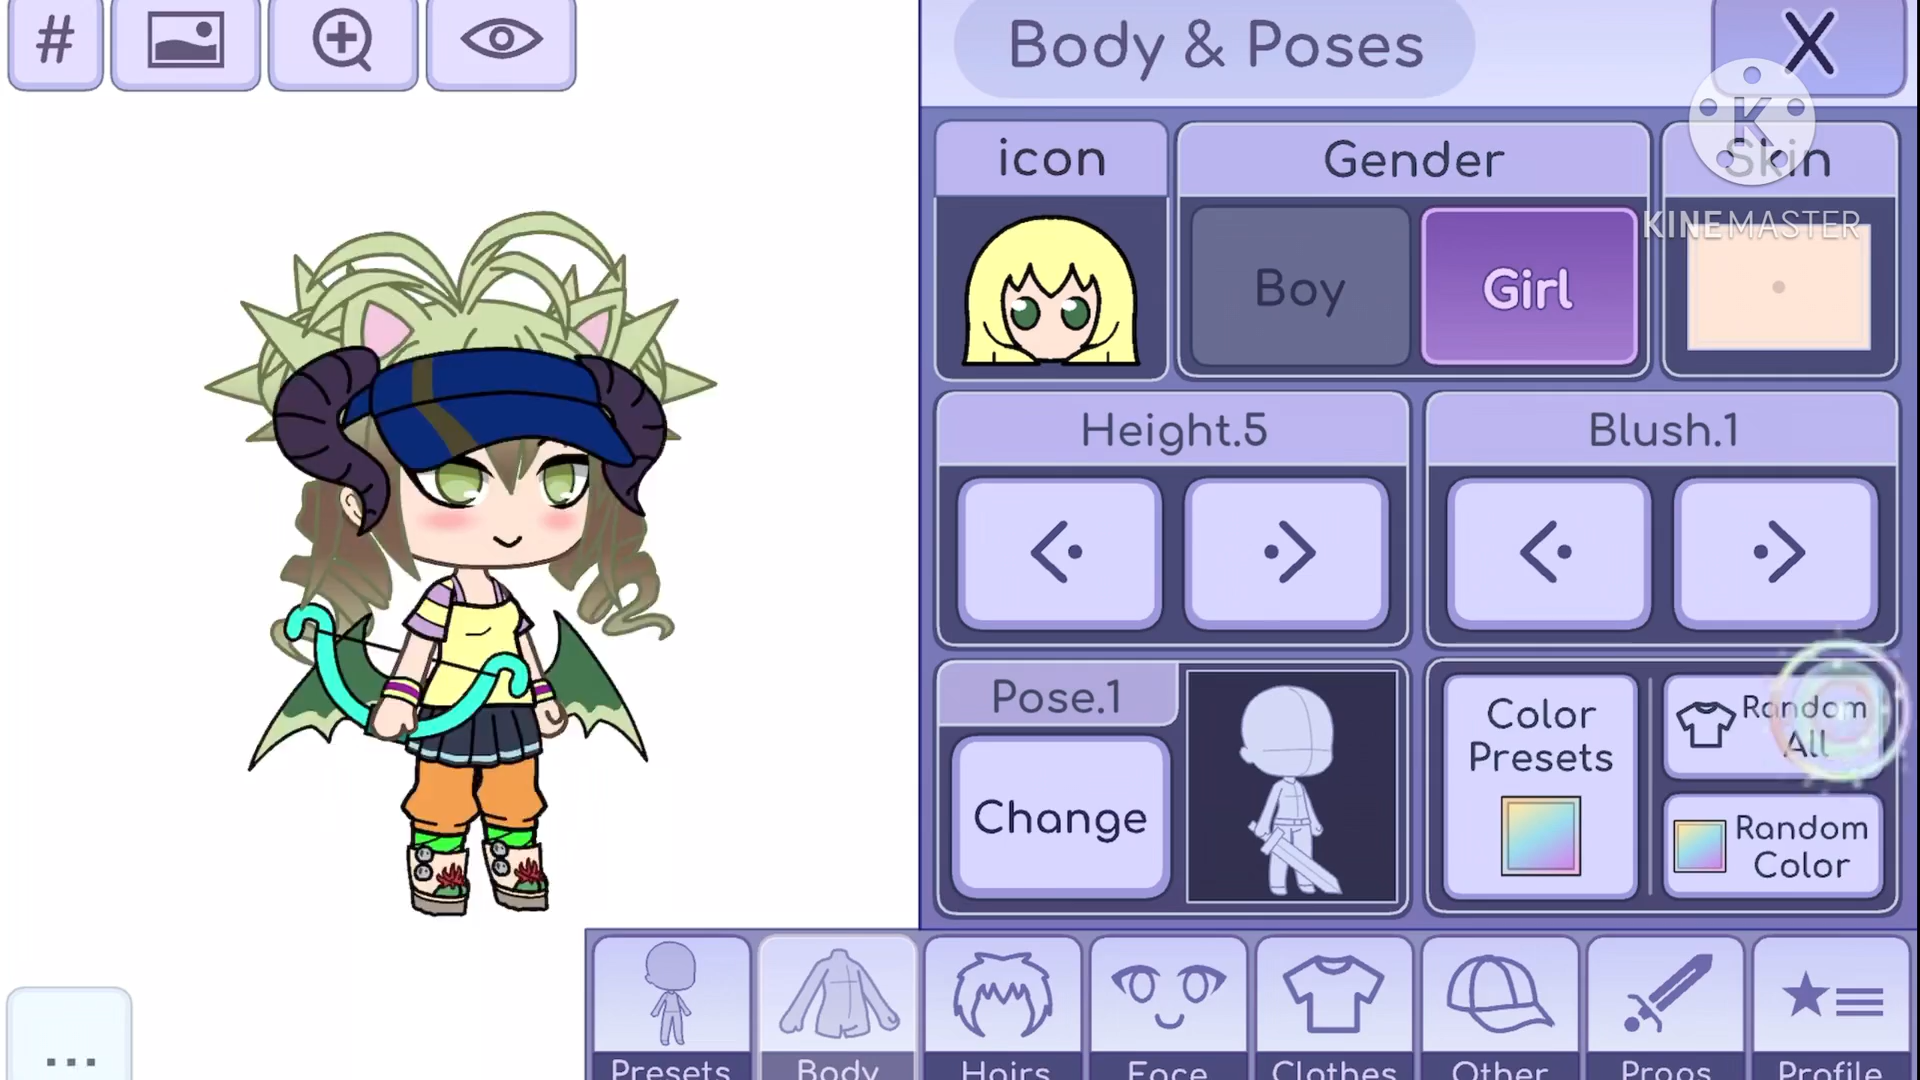 #
Body & Poses
X
K
icon
Gender
Skin
KINEMASTER
Boy
Girl
Height.5
Blush.1
Pose.1
Change
Color
Presets
Random
All
Random
Color
...
Presets
Body
Hairs
Face
Clothes
Other
Props
Profile